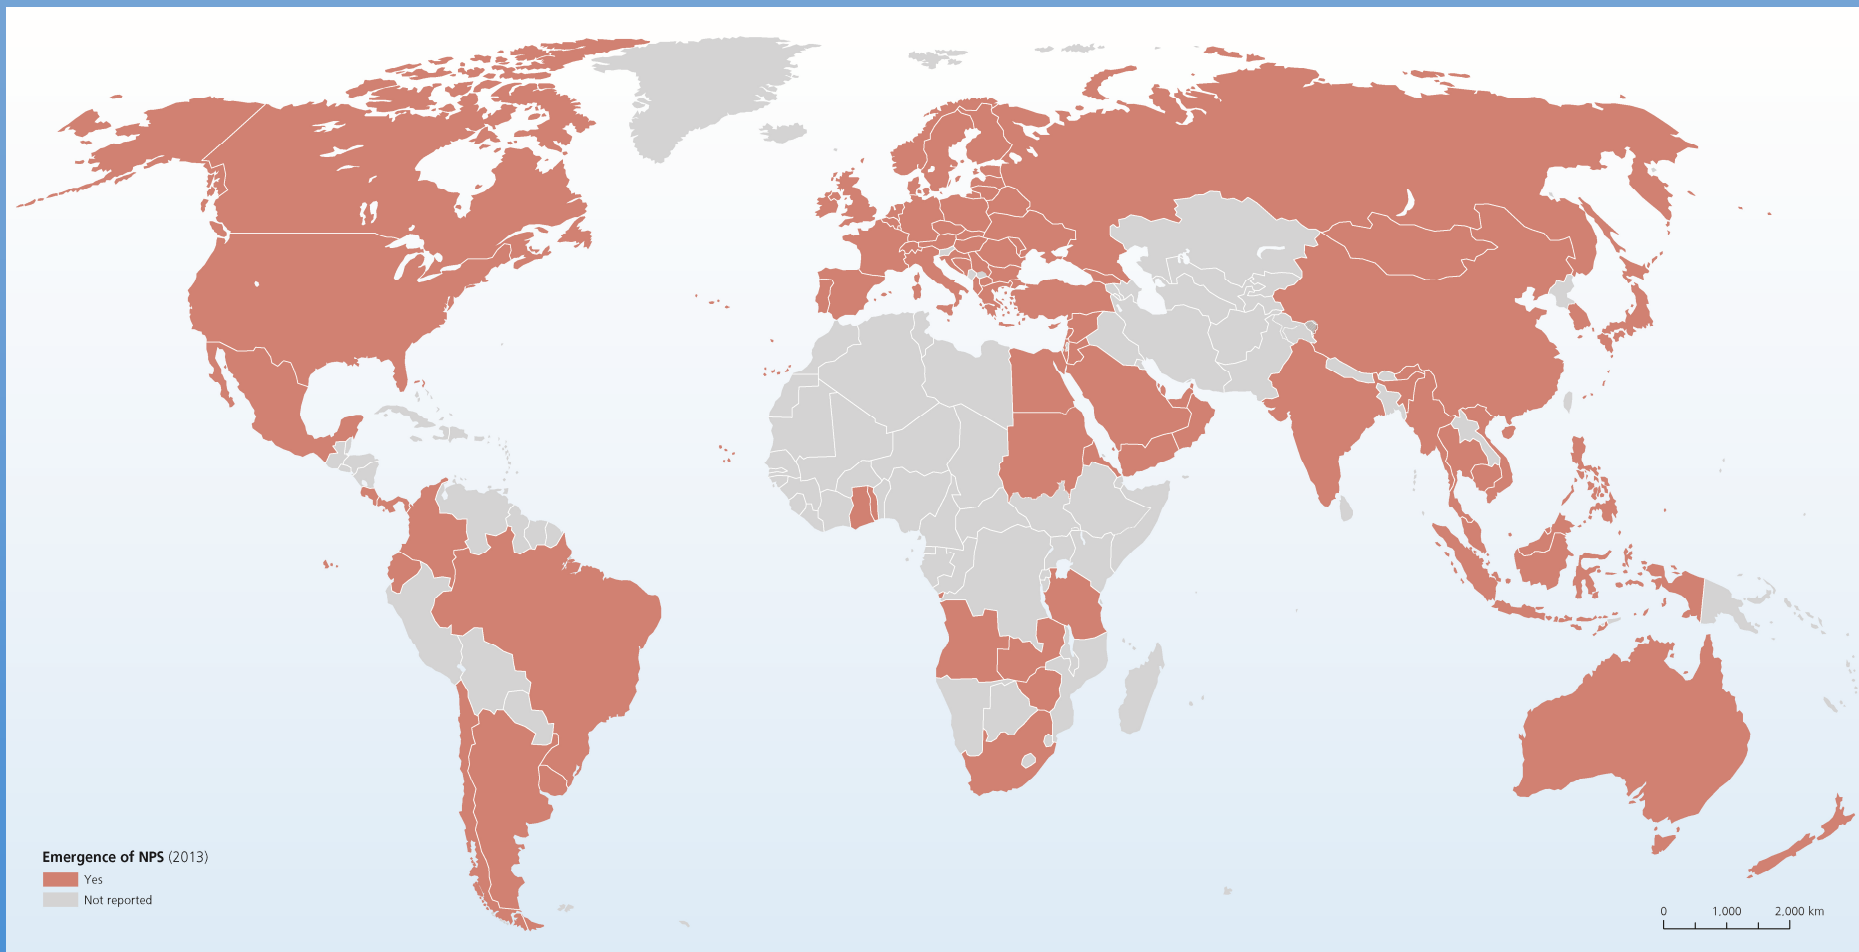 Emergence of NPS (2013)
Yes
Not reported
0 1,000 2,000 km